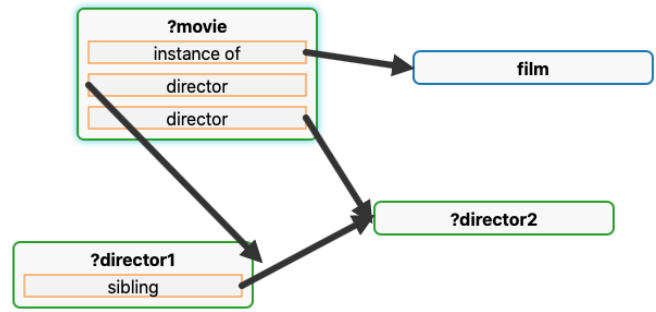 ?movie
instance of
director
director
film
?director2
?director1
sibling